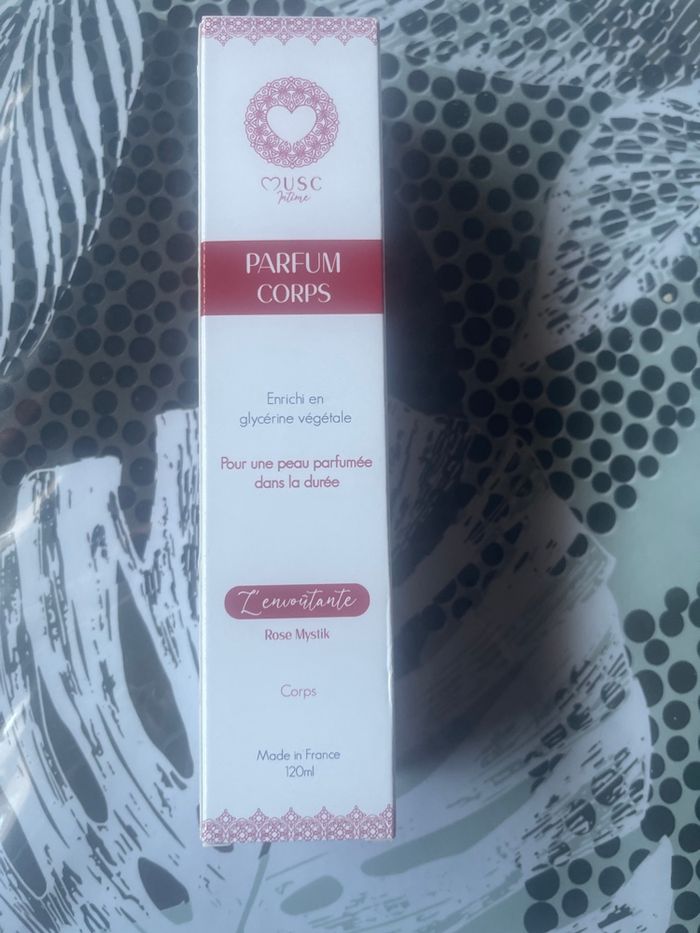 MUSC
Intime
PARFUM
CORPS
Enrichi en
glycérine végétale
Pour une peau parfumée
dans la durée
L'envoûtante
Rose Mystik
Corps
Made in France
120ml